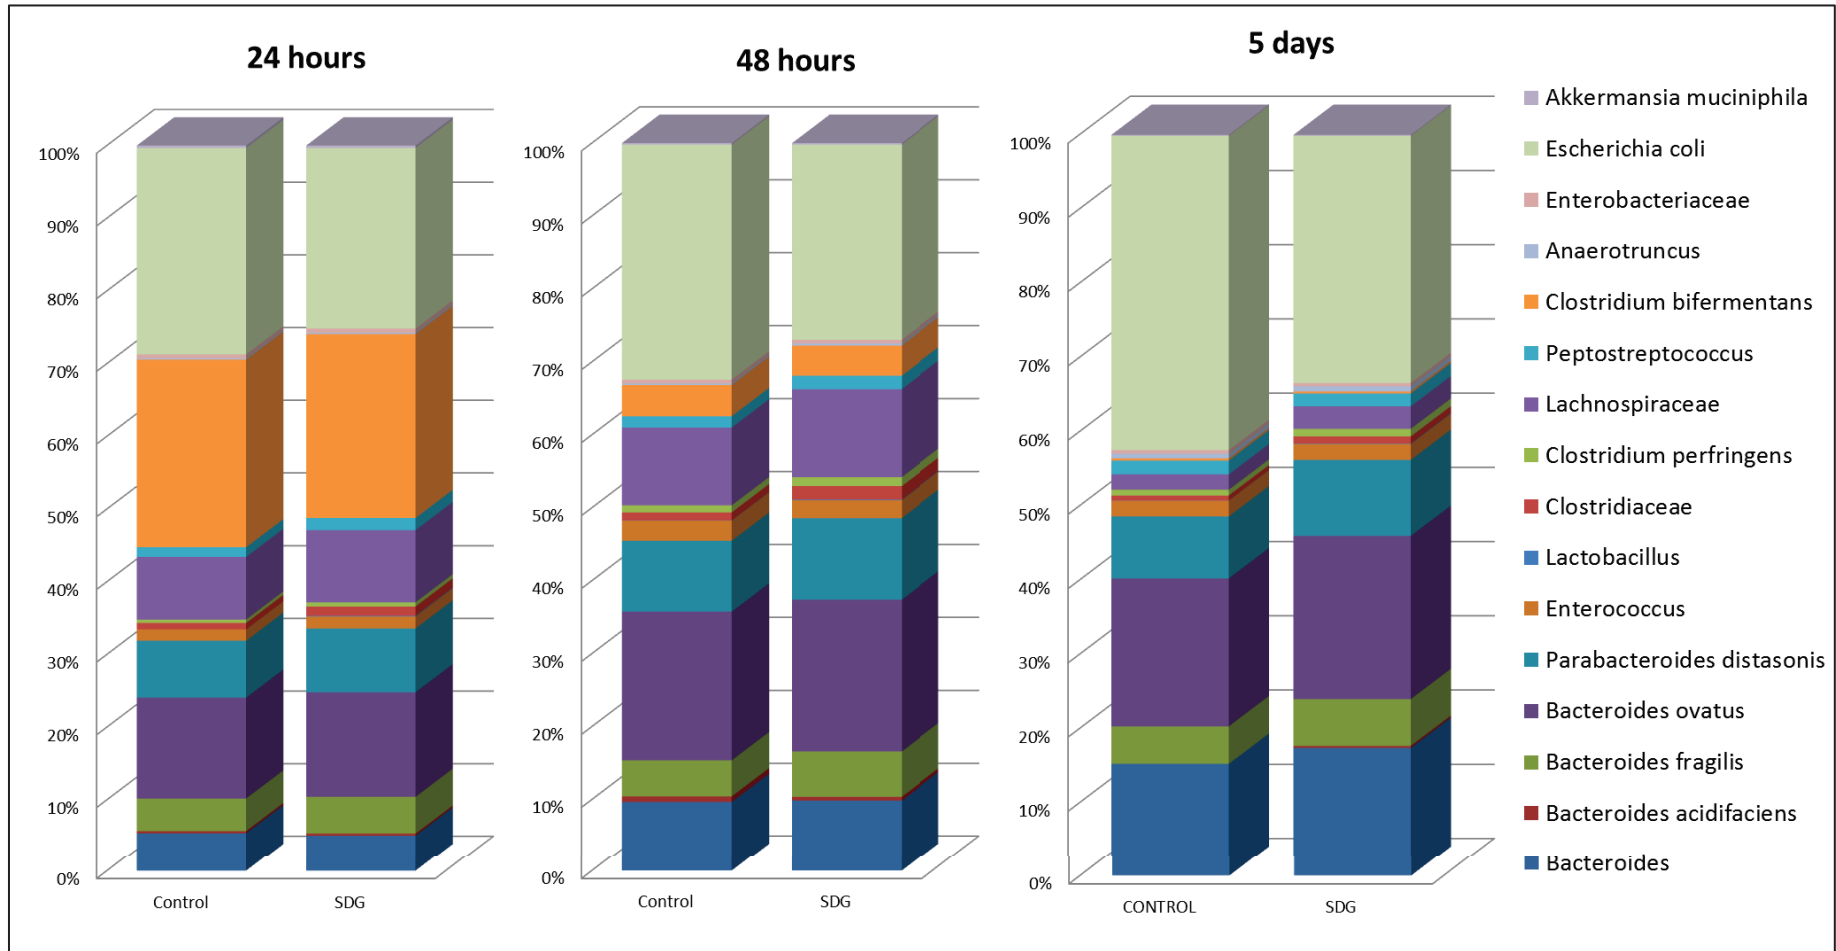 24 hours
100%
90%
80%
70%
60%
50%
40%
30%
20%
10%
0%
Control
SDG
48 hours
100%
90%
80%
70%
60%
50%
40%
30%
20%
10%
0%
Control
SDG
5 days
100%
90%
80%
70%
60%
50%
40%
30%
20%
10%
0%
CONTROL
SDG
Akkermansia muciniphila
Escherichia coli
Enterobacteriaceae
Anaerotruncus
Clostridium bifermentans
Peptostreptococcus
Lachnospiraceae
Clostridium perfringens
Clostridiaceae
Lactobacillus
Enterococcus
Parabacteroides distasonis
Bacteroides ovatus
Bacteroides fragilis
Bacteroides acidifaciens
Bacteroides